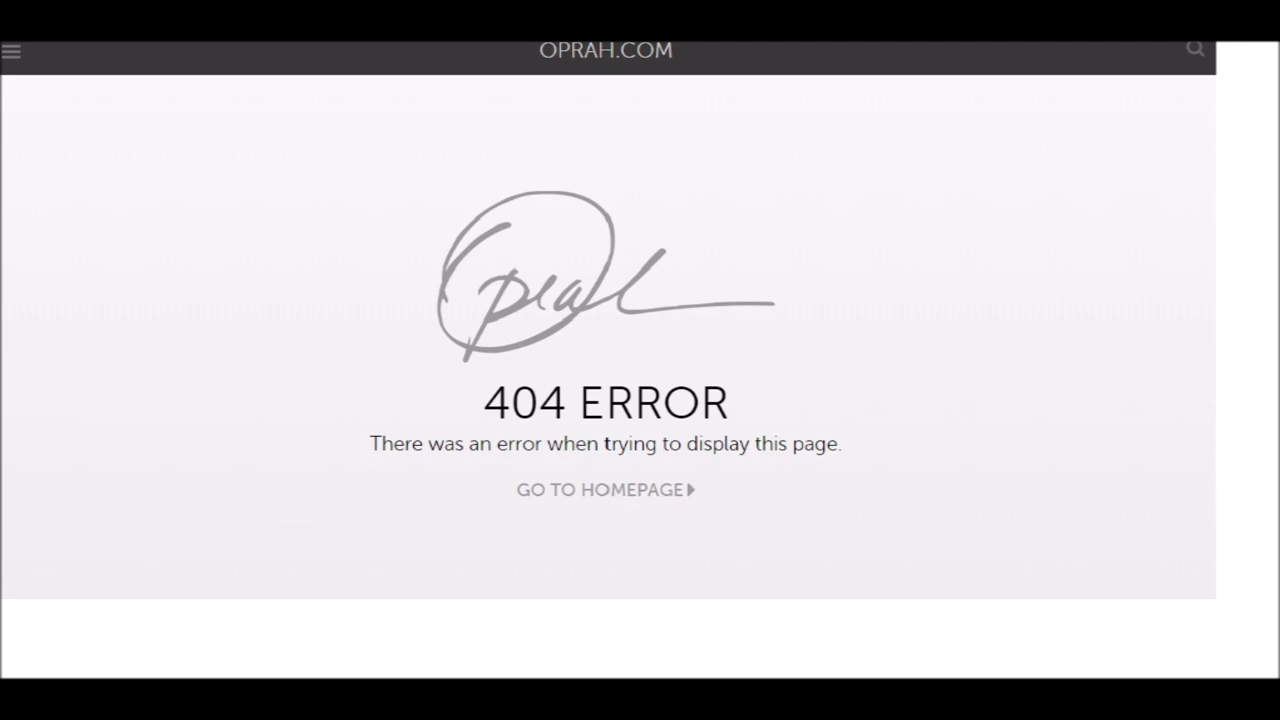 OPRAH.COM
Oprah
404 ERROR
There was an error when trying to display this page.
GO TO HOMEPAGE